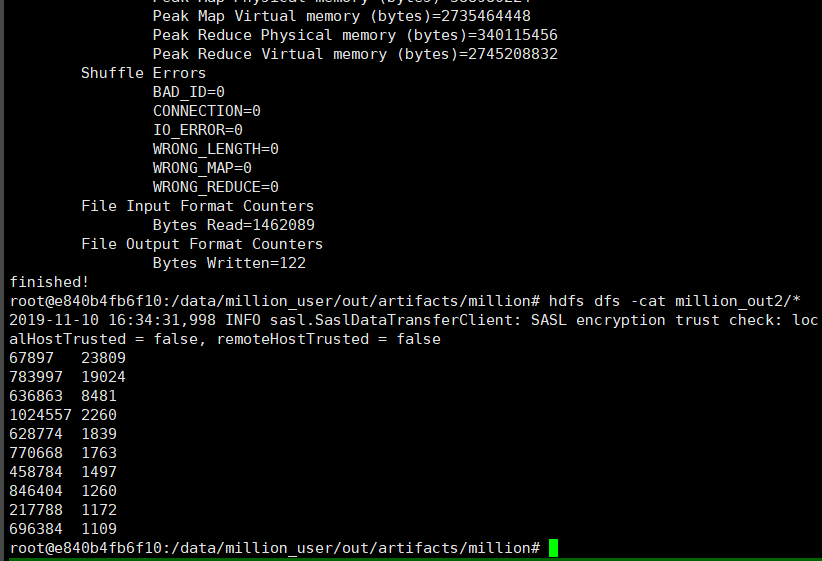 Peak Map Virtual memory (bytes)=2735464448
Peak Reduce Physical memory (bytes)=340115456
Peak Reduce Virtual memory (bytes)=2745208832
Shuffle Errors
BAD_ID=0
CONNECTION=0
IO_ERROR=0
WRONG_LENGTH=0
WRONG_MAP=0
WRONG_REDUCE=0
File Input Format Counters
Bytes Read=1462089
File Output Format Counters
Bytes Written=122
finished!
root@e840b4fb6f10:/data/million_user/out/artifacts/million# hdfs dfs -cat million_out2/*
2019-11-10 16:34:31,998 INFO sasl.SaslDataTransferClient: SASL encryption trust check: loc
alHostTrusted = false, remoteHostTrusted = false
67897 23809
783997 19024
636863 8481
1024557 2260
628774 1839
770668 1763
458784 1497
846404 1260
217788 1172
696384 1109
root@e840b4fb6f10:/data/million_user/out/artifacts/million#